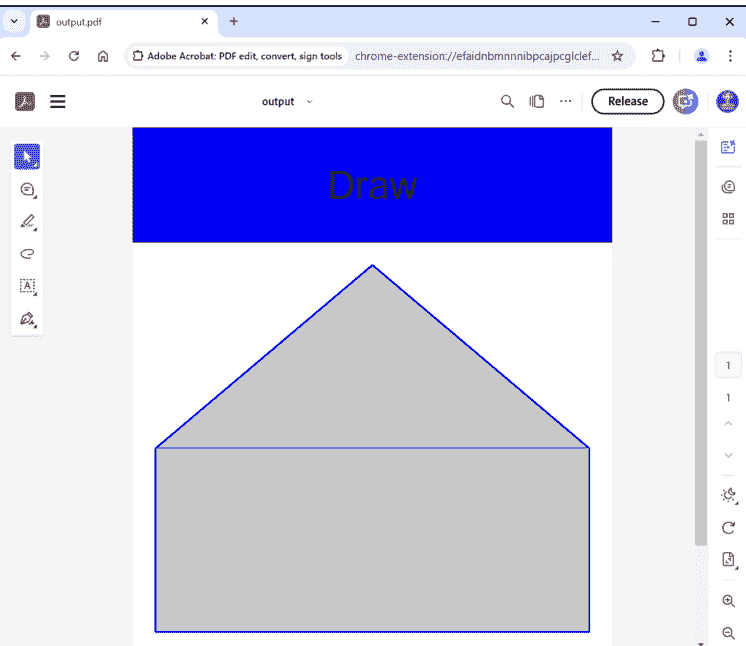 output.pdf
Adobe Acrobat: PDF edit, convert, sign tools
chrome-extension://efaidnbmnnnibpcajpcglclef...
output
Release
Draw
A
1
1